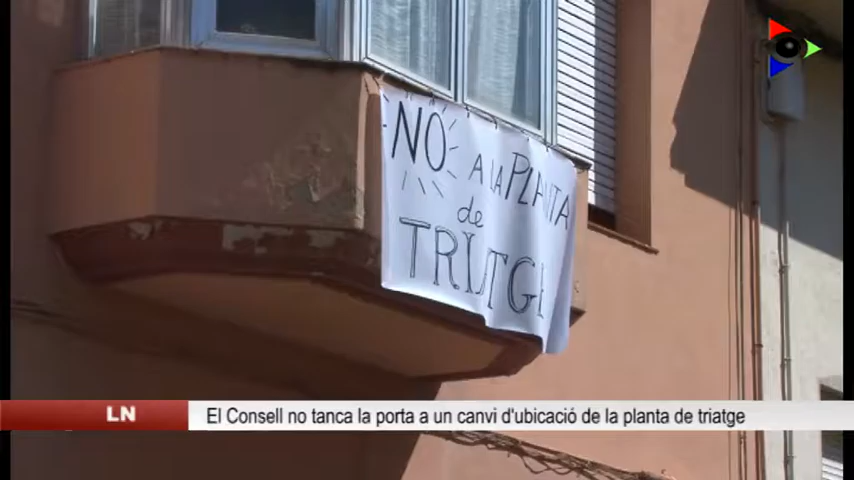 NO A LA PLANTA
de
TRIATGE
LN El Consell no tanca la porta a un canvi d'ubicació de la planta de triatge